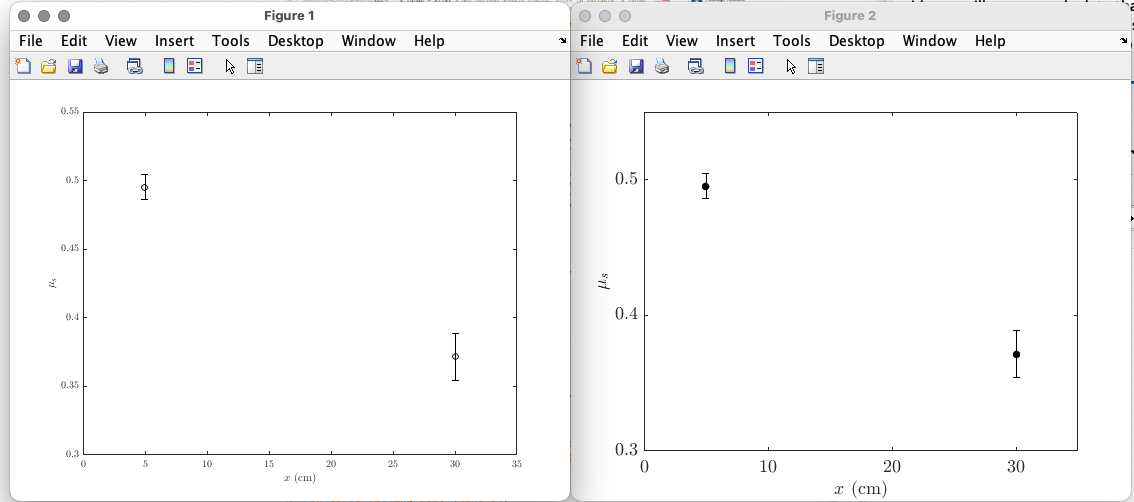 Figure 1
File Edit View Insert Tools Desktop Window Help
0.55
0.5
0.45
0.4
0.35
0.3
μs
0 5 10 15 20 25 30 35
x (cm)
Figure 2
File Edit View Insert Tools Desktop Window Help
0.5
0.4
0.3
μs
0 10 20 30
x (cm)